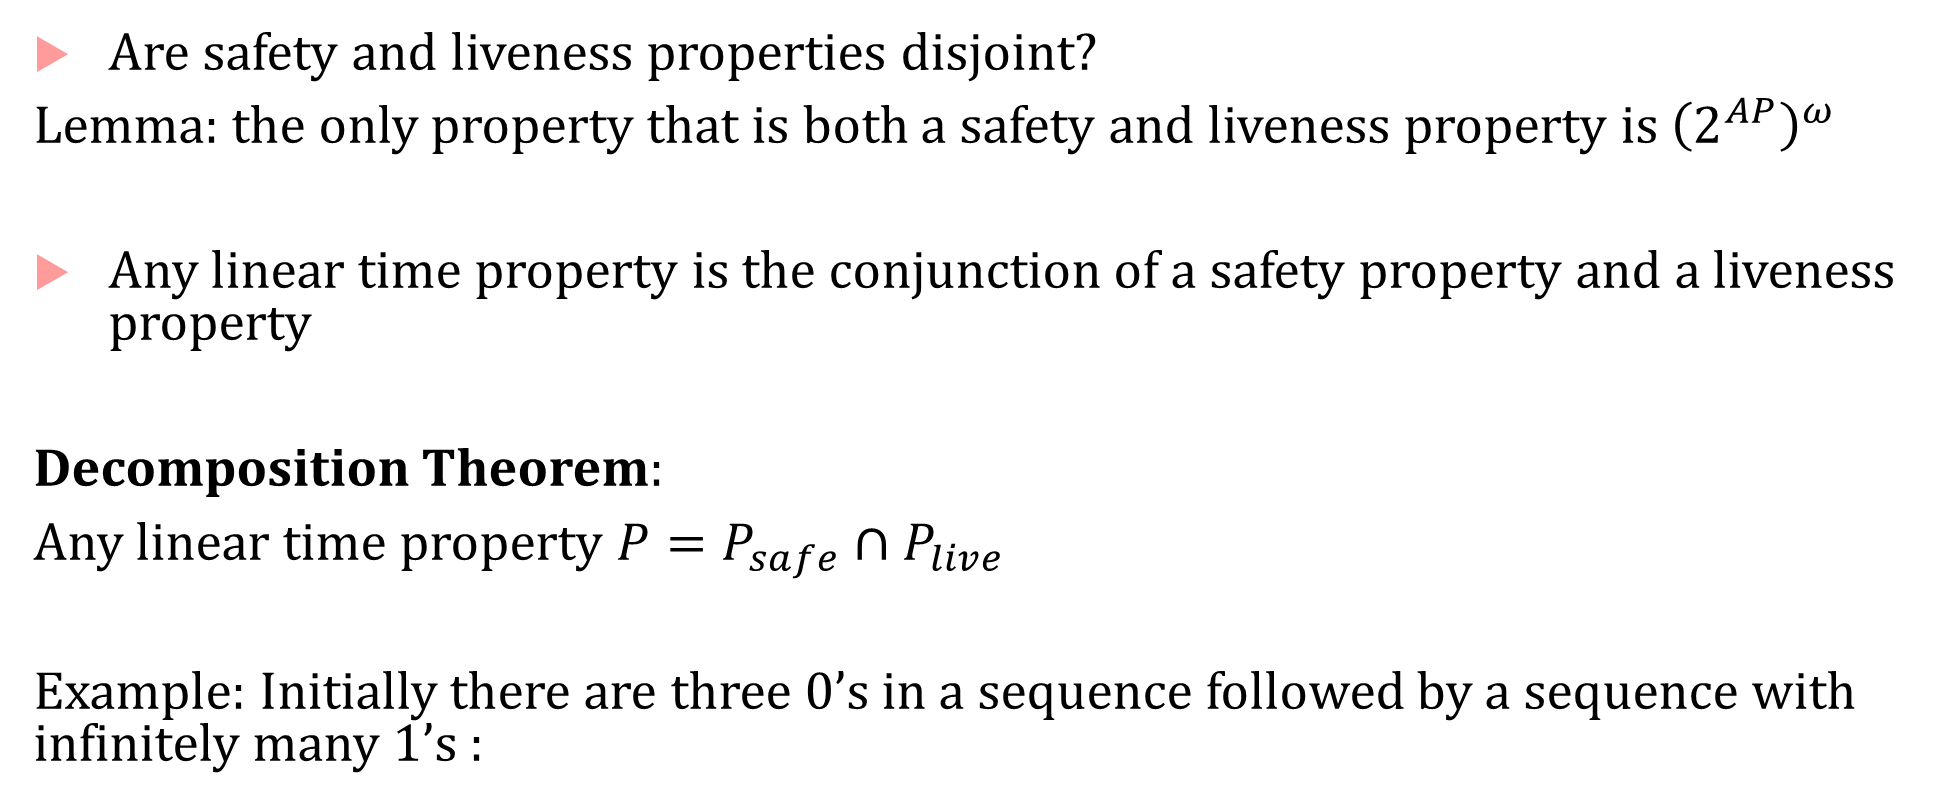 ▶ Are safety and liveness properties disjoint?
Lemma: the only property that is both a safety and liveness property is $(2^{AP})^{\omega}$
▶ Any linear time property is the conjunction of a safety property and a liveness
property
Decomposition Theorem:
Any linear time property $P = P_{safe} \cap P_{live}$
Example: Initially there are three 0’s in a sequence followed by a sequence with
infinitely many 1’s :